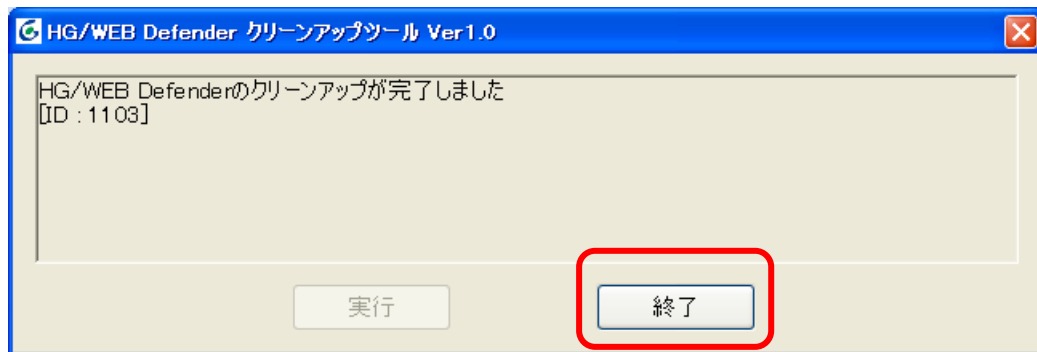 HG/WEB Defender クリーンアップツール Ver1.0
HG/WEB Defenderのクリーンアップが完了しました
[ID : 1103]
実行
終了